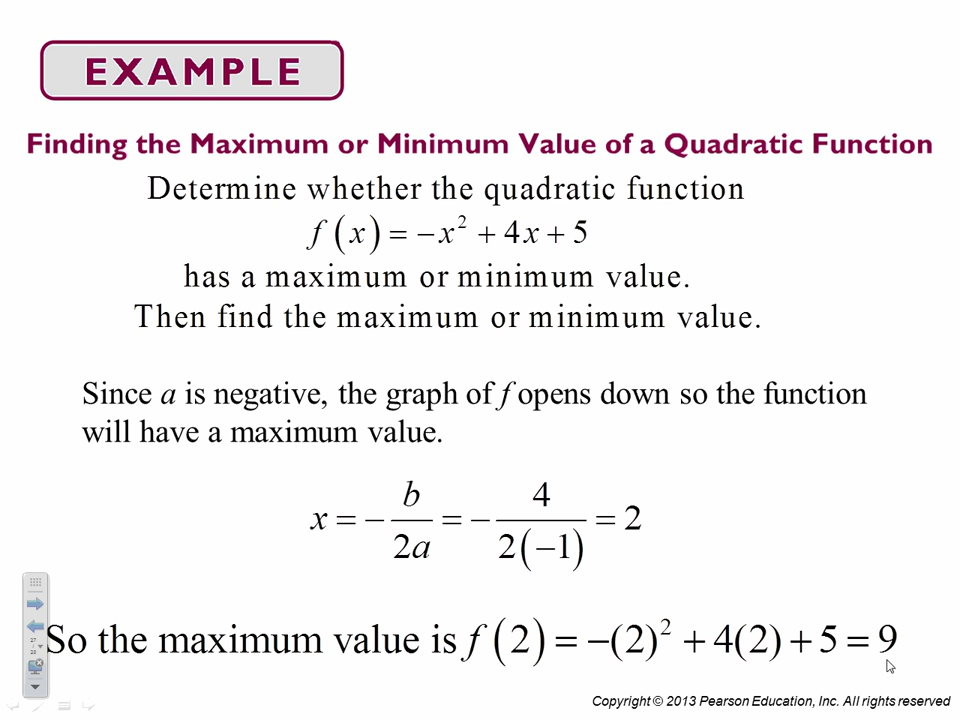 EXAMPLE
Finding the Maximum or Minimum Value of a Quadratic Function
Determine whether the quadratic function
f(x) = −x² + 4x + 5
has a maximum or minimum value.
Then find the maximum or minimum value.
Since a is negative, the graph of f opens down so the function
will have a maximum value.
x = −b/2a = −4/2(−1) = 2
So the maximum value is f(2) = −(2)² + 4(2) + 5 = 9
27
28
Copyright © 2013 Pearson Education, Inc. All rights reserved